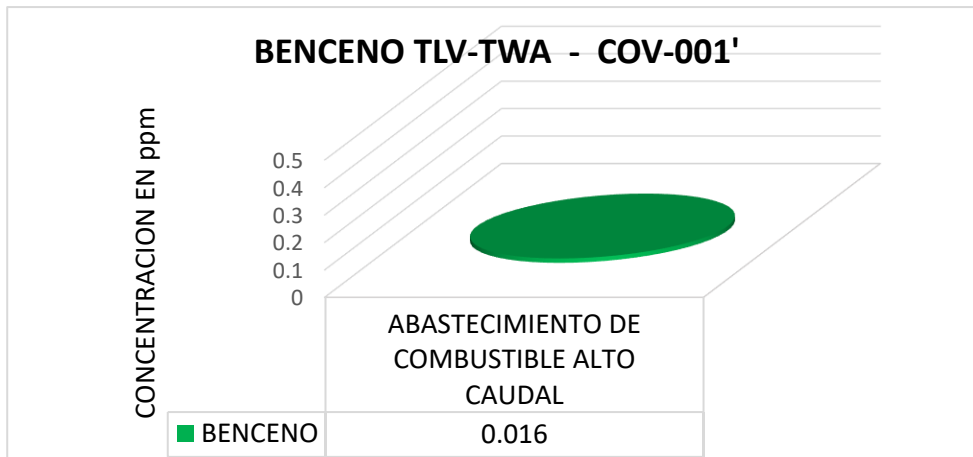 BENCENO TLV-TWA - COV-001'
CONCENTRACION EN ppm
0.5
0.4
0.3
0.2
0.1
0
ABASTECIMIENTO DE
COMBUSTIBLE ALTO
CAUDAL
BENCENO 0.016